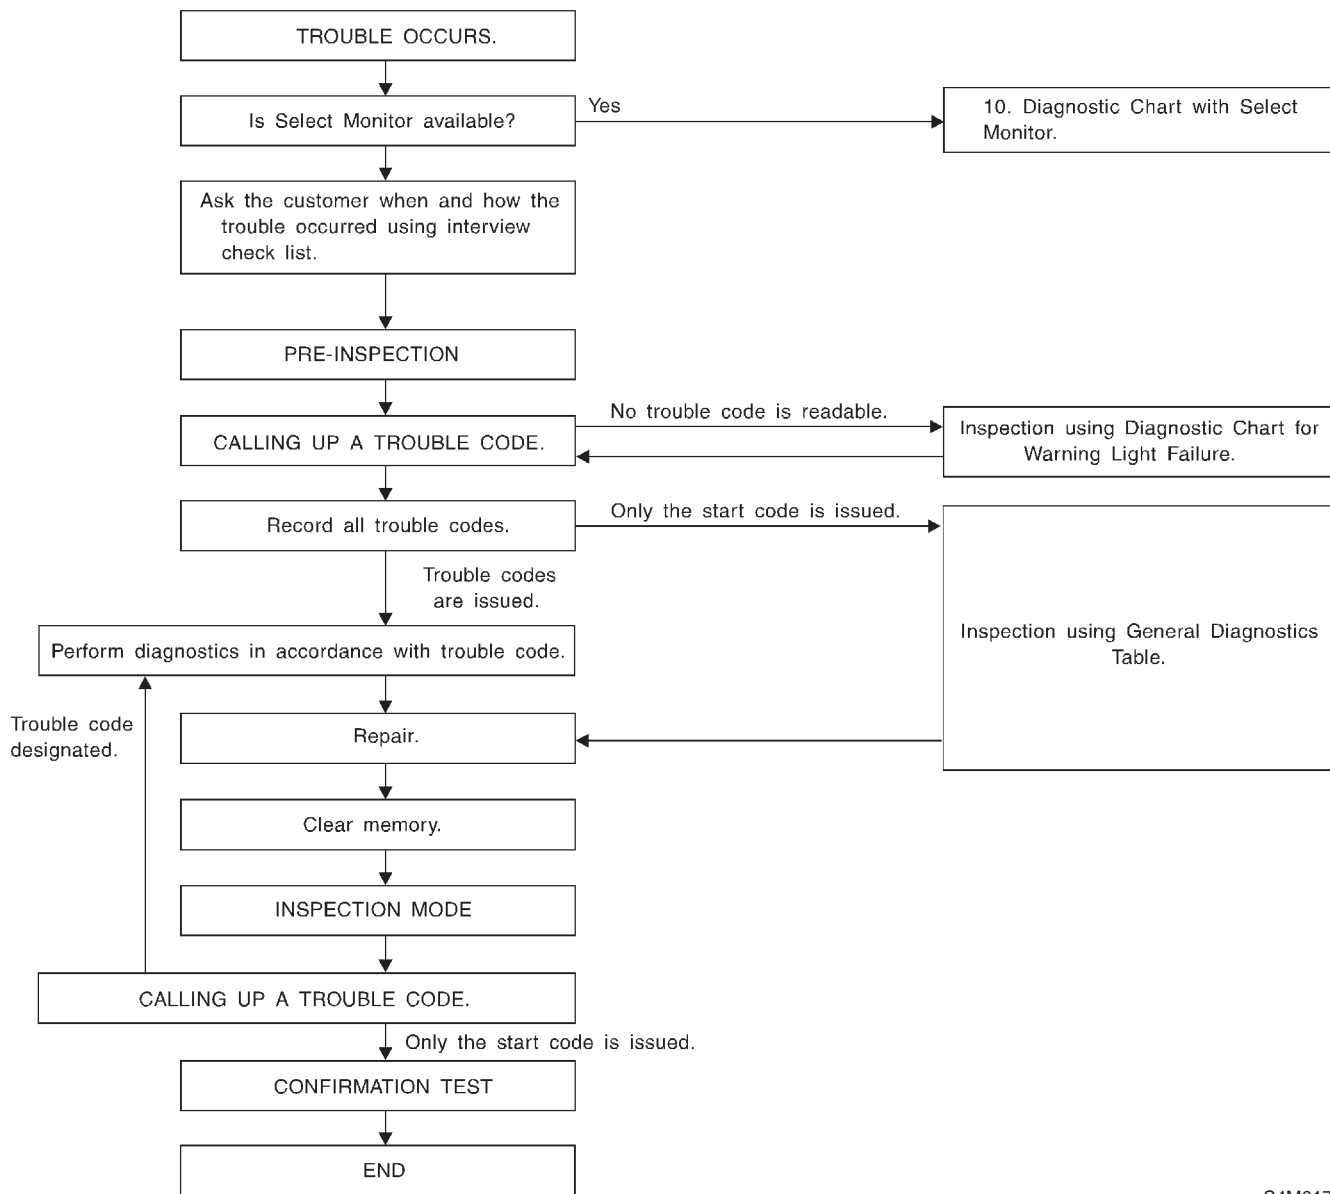 TROUBLE OCCURS.
Is Select Monitor available?
Yes
10. Diagnostic Chart with Select
Monitor.
Ask the customer when and how the
trouble occurred using interview
check list.
PRE-INSPECTION
CALLING UP A TROUBLE CODE.
No trouble code is readable.
Inspection using Diagnostic Chart for
Warning Light Failure.
Record all trouble codes.
Only the start code is issued.
Trouble codes
are issued.
Inspection using General Diagnostics
Table.
Perform diagnostics in accordance with trouble code.
Trouble code
designated.
Repair.
Clear memory.
INSPECTION MODE
CALLING UP A TROUBLE CODE.
Only the start code is issued.
CONFIRMATION TEST
END